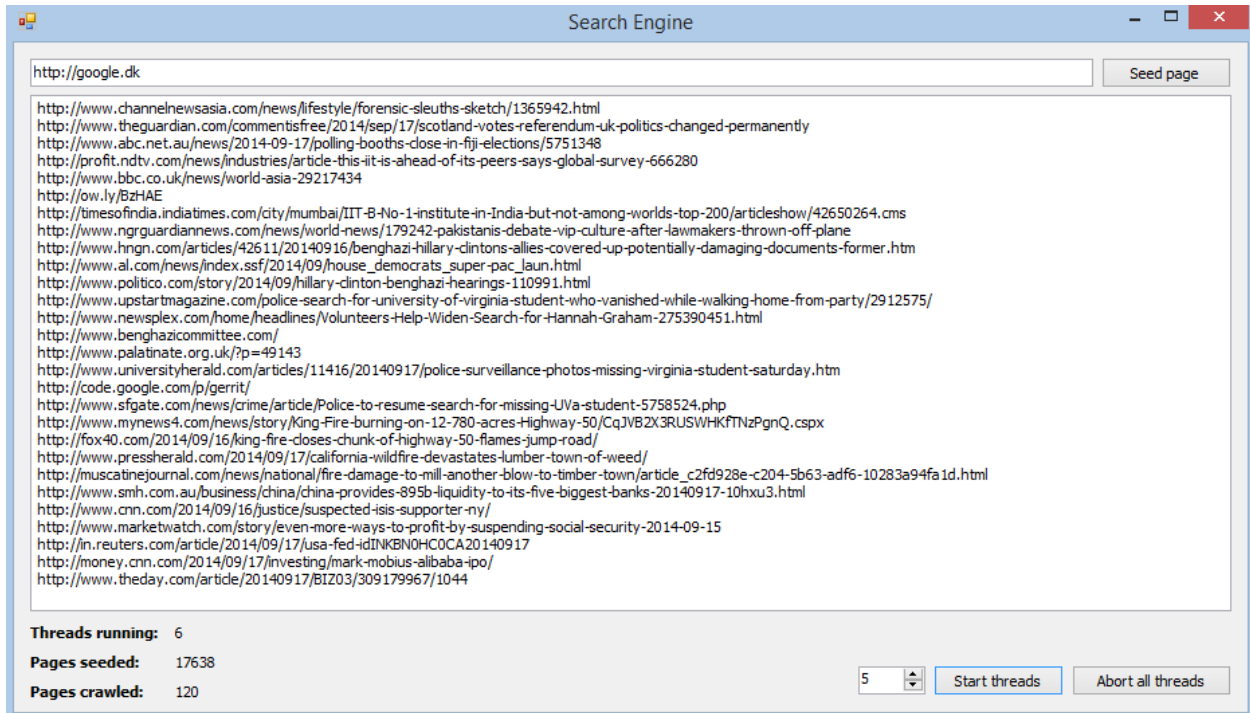 Search Engine
http://google.dk
Seed page
http://www.channelnewsasia.com/news/lifestyle/forensic-sleuths-sketch/1365942.html
http://www.theguardian.com/commentisfree/2014/sep/17/scotland-votes-referendum-uk-politics-changed-permanently
http://www.abc.net.au/news/2014-09-17/polling-booths-close-in-fiji-elections/5751348
http://profit.ndtv.com/news/industries/article-this-iit-is-ahead-of-its-peers-says-global-survey-666280
http://www.bbc.co.uk/news/world-asia-29217434
http://ow.ly/BzHAE
http://timesofindia.indiatimes.com/city/mumbai/IIT-B-No-1-institute-in-India-but-not-among-worlds-top-200/articleshow/42650264.cms
http://www.ngrguardiannews.com/news/world-news/179242-pakistanis-debate-vip-culture-after-lawmakers-thrown-off-plane
http://www.hngn.com/articles/42611/20140916/benghazi-hillary-clintons-allies-covered-up-potentially-damaging-documents-former.htm
http://www.al.com/news/index.ssf/2014/09/house_democrats_super-pac_laun.html
http://www.politico.com/story/2014/09/hillary-clinton-benghazi-hearings-110991.html
http://www.upstartmagazine.com/police-search-for-university-of-virginia-student-who-vanished-while-walking-home-from-party/2912575/
http://www.newsplex.com/home/headlines/Volunteers-Help-Widen-Search-for-Hannah-Graham-275390451.html
http://www.benghazicommittee.com/
http://www.palatinate.org.uk/?p=49143
http://www.universityherald.com/articles/11416/20140917/police-surveillance-photos-missing-virginia-student-saturday.htm
http://code.google.com/p/gerrit/
http://www.sfgate.com/news/crime/article/Police-to-resume-search-for-missing-UVa-student-5758524.php
http://www.mynews4.com/news/story/King-Fire-burning-on-12-780-acres-Highway-50/CqJVB2X3RUSWHKfTNzPgnQ.cspx
http://fox40.com/2014/09/16/king-fire-closes-chunk-of-highway-50-flames-jump-road/
http://www.pressherald.com/2014/09/17/california-wildfire-devastates-lumber-town-of-weed/
http://muscatinejournal.com/news/national/fire-damage-to-mill-another-blow-to-timber-town/article_c2fd928e-c204-5b63-adf6-10283a94fa1d.html
http://www.smh.com.au/business/china/china-provides-895b-liquidity-to-its-five-biggest-banks-20140917-10hxu3.html
http://www.cnn.com/2014/09/16/justice/suspected-isis-supporter-ny/
http://www.marketwatch.com/story/even-more-ways-to-profit-by-suspending-social-security-2014-09-15
http://in.reuters.com/article/2014/09/17/usa-fed-idINKBN0HC0CA20140917
http://money.cnn.com/2014/09/17/investing/mark-mobius-alibaba-ipo/
http://www.theday.com/article/20140917/BIZ03/309179967/1044
Threads running: 6
Pages seeded: 17638
Pages crawled: 120
5
Start threads
Abort all threads